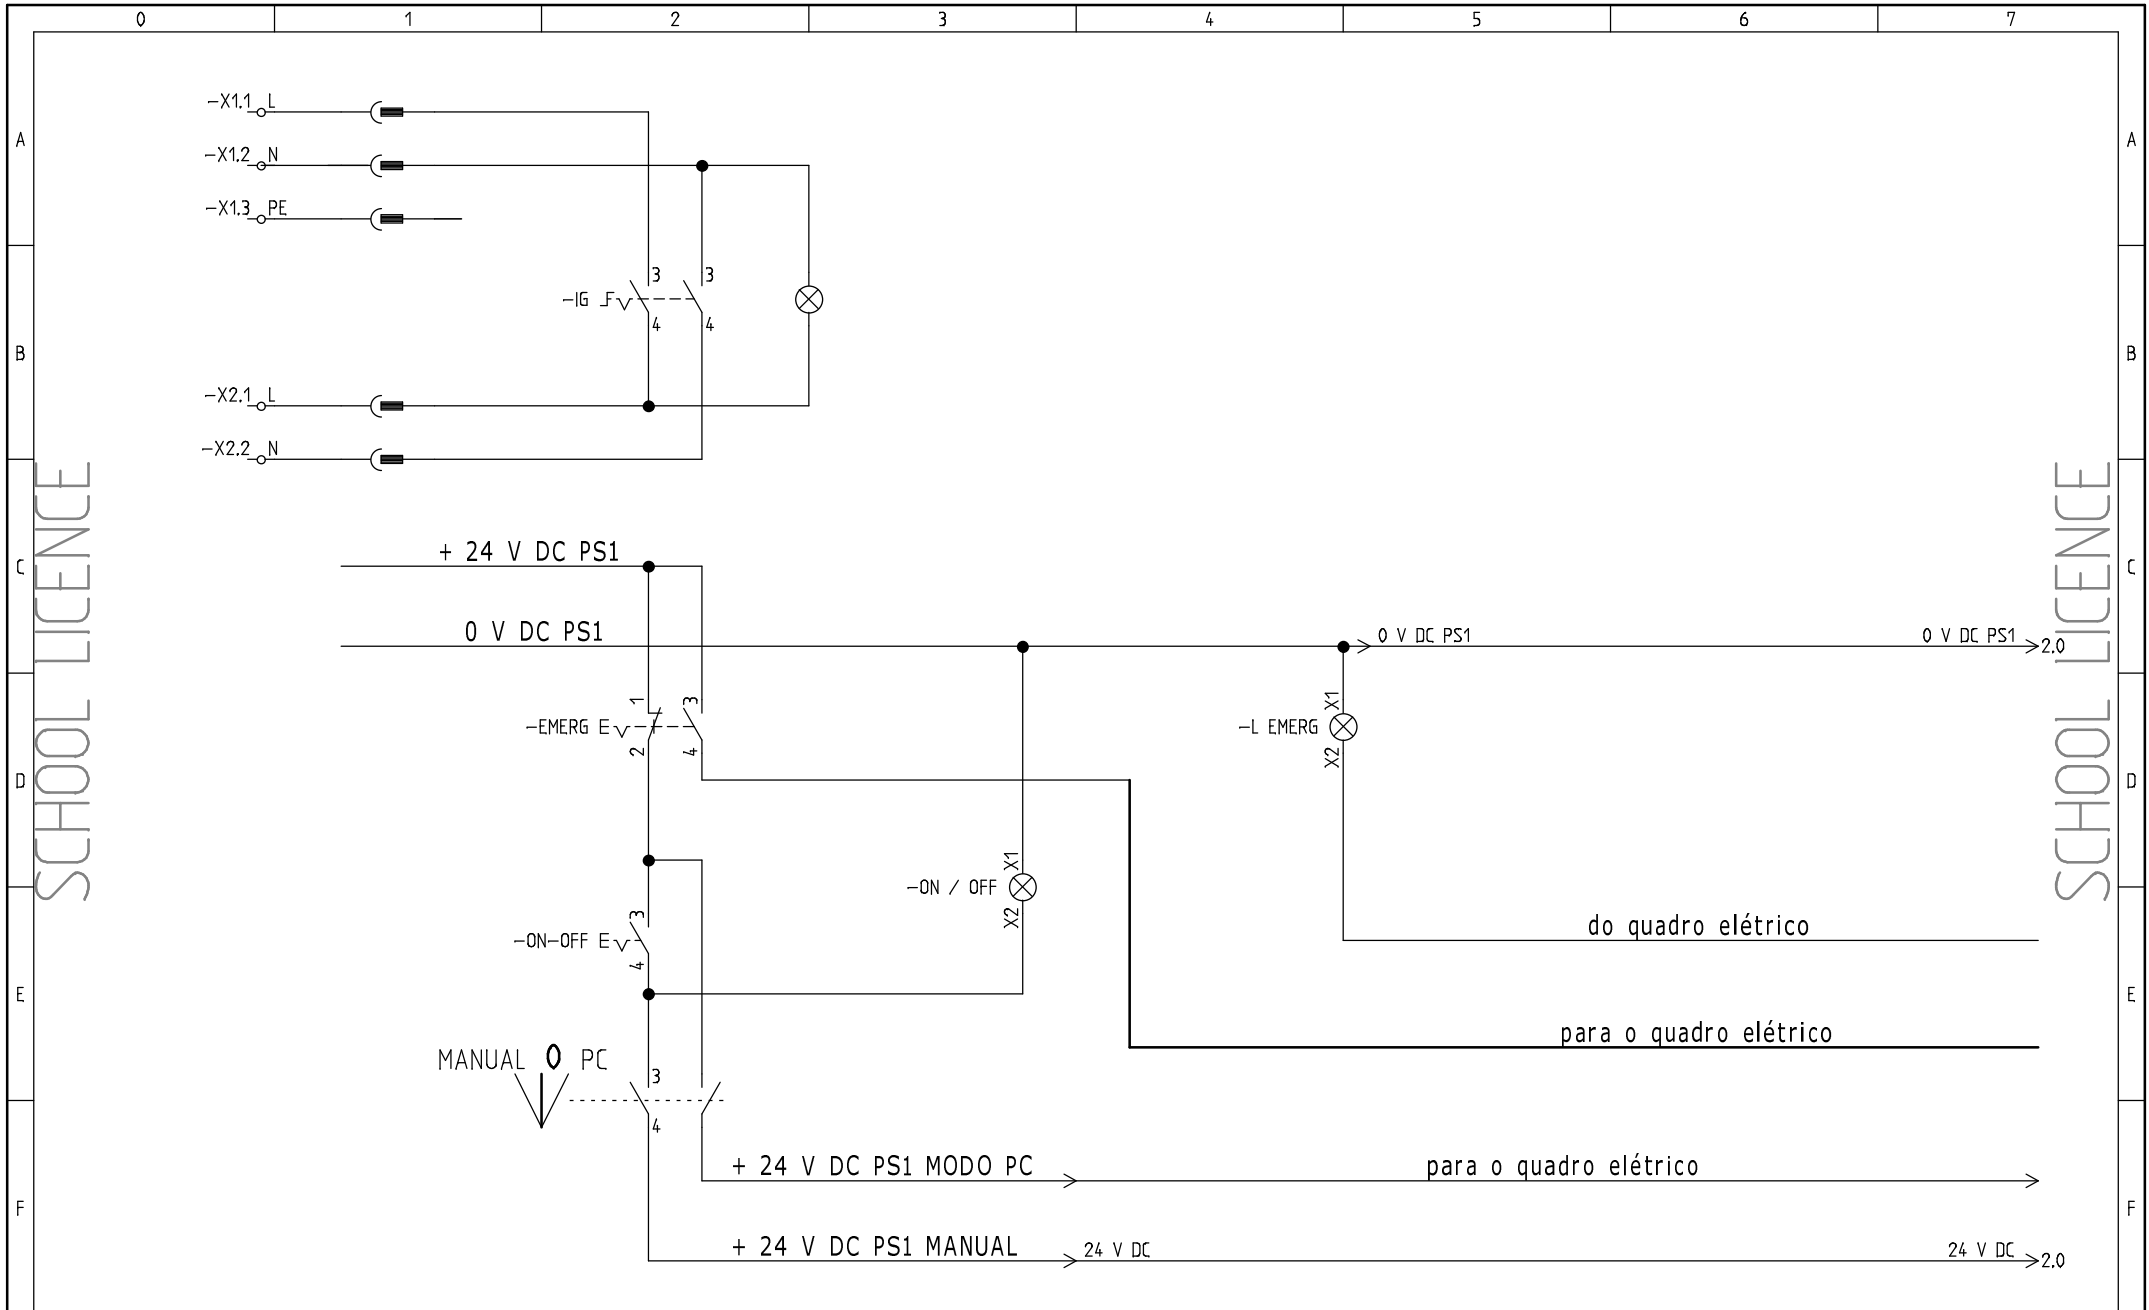 0 1 2 3 4 5 6 7
-X1.1 L
A A
-X1.2 N
-X1.3 PE
3 3
-IG
4 4
B B
-X2.1 L
-X2.2 N
SCHOOL LICENCE
SCHOOL LICENCE
+ 24 V DC PS1
C C
0 V DC PS1
0 V DC PS1
0 V DC PS1
2.0
1 3
-EMERG
2 4
X1
-L EMERG
X2
D D
X1
-ON / OFF
X2
3
-ON-OFF
4
do quadro elétrico
E E
para o quadro elétrico
MANUAL 0 PC
3
4
+ 24 V DC PS1 MODO PC
para o quadro elétrico
F F
+ 24 V DC PS1 MANUAL
24 V DC
24 V DC
2.0